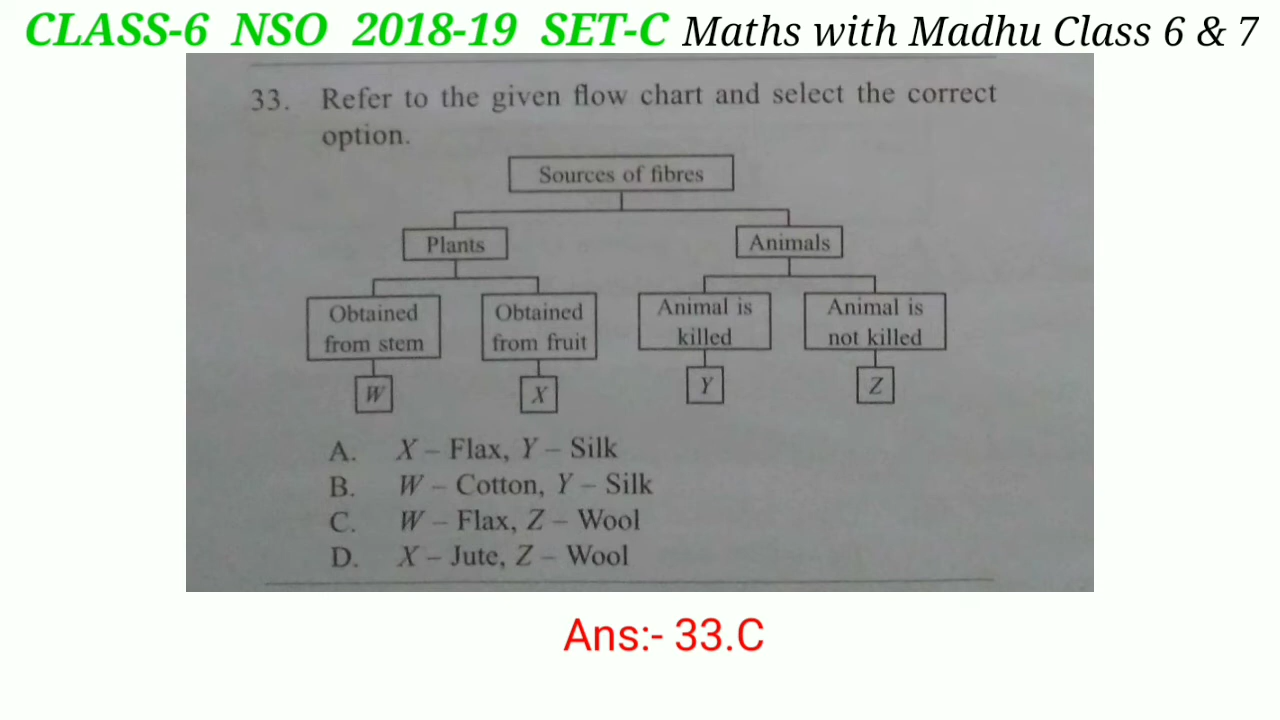 CLASS-6 NSO 2018-19 SET-C Maths with Madhu Class 6 & 7
33. Refer to the given flow chart and select the correct
option.
Sources of fibres
Plants
Animals
Obtained
from stem
Obtained
from fruit
Animal is
killed
Animal is
not killed
W
X
Y
Z
A. X – Flax, Y – Silk
B. W – Cotton, Y – Silk
C. W – Flax, Z – Wool
D. X – Jute, Z – Wool
Ans:- 33.C